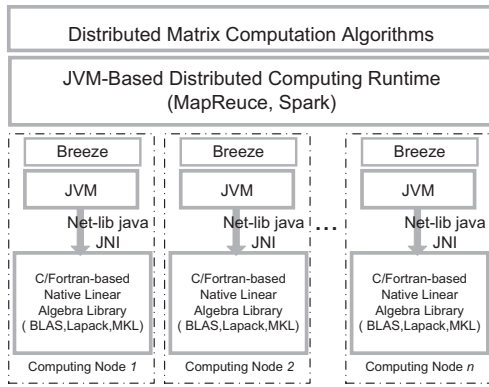 Distributed Matrix Computation Algorithms
JVM-Based Distributed Computing Runtime
(MapReuce, Spark)
Breeze
JVM
Net-lib java
JNI
C/Fortran-based
Native Linear
Algebra Library
( BLAS,Lapack,MKL)
Computing Node 1
Breeze
JVM
Net-lib java
JNI
C/Fortran-based
Native Linear
Algebra Library
( BLAS,Lapack,MKL)
Computing Node 2
...
Breeze
JVM
Net-lib java
JNI
C/Fortran-based
Native Linear
Algebra Library
( BLAS,Lapack,MKL)
Computing Node n